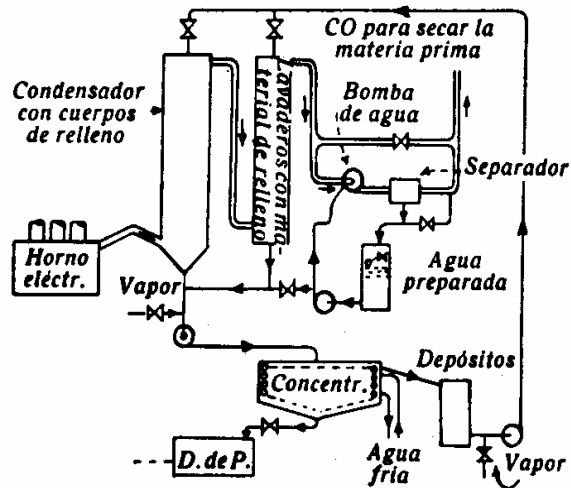 CO para secar la
materia prima
Condensador
con cuerpos
de relleno
Lavaderos con ma-
terial de relleno
Bomba
de agua
Separador
Horno
eléctr.
Vapor
Agua
preparada
Concentr.
Depósitos
D. de P.
Agua
fría
Vapor